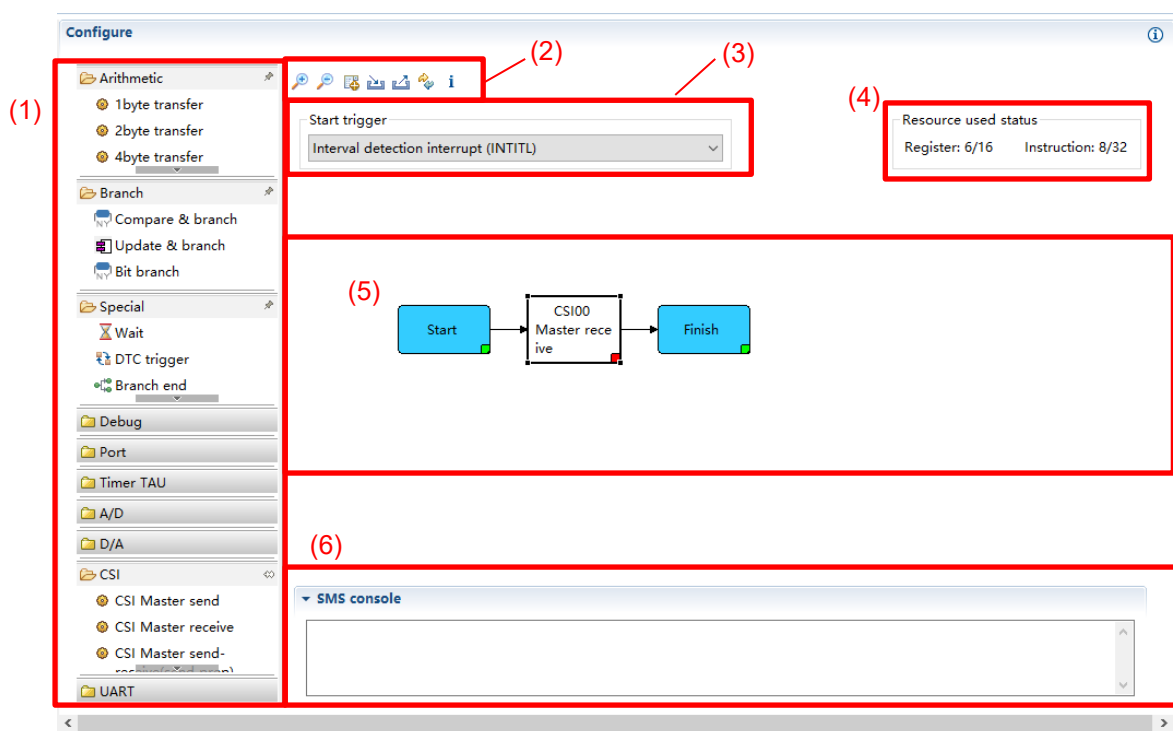 Configure
(1)
(2)
(3)
(4)
Arithmetic
1byte transfer
2byte transfer
4byte transfer
Branch
Compare & branch
Update & branch
Bit branch
Special
Wait
DTC trigger
Branch end
Debug
Port
Timer TAU
A/D
D/A
CSI
CSI Master send
CSI Master receive
CSI Master send-
UART
i
Start trigger
Interval detection interrupt (INTITL)
Resource used status
Register: 6/16 Instruction: 8/32
(5)
Start
CSI00
Master rece
ive
Finish
(6)
SMS console